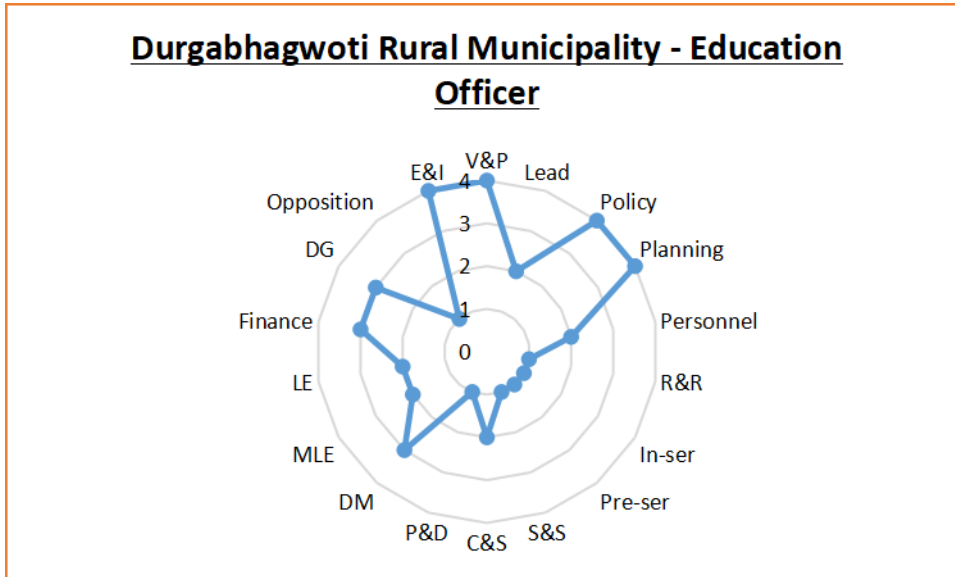 Durgabhagwoti Rural Municipality - Education
Officer
V&P
Lead
Policy
Planning
Personnel
R&R
In-ser
Pre-ser
S&S
C&S
P&D
DM
MLE
LE
Finance
DG
Opposition
E&I
4
3
2
1
0